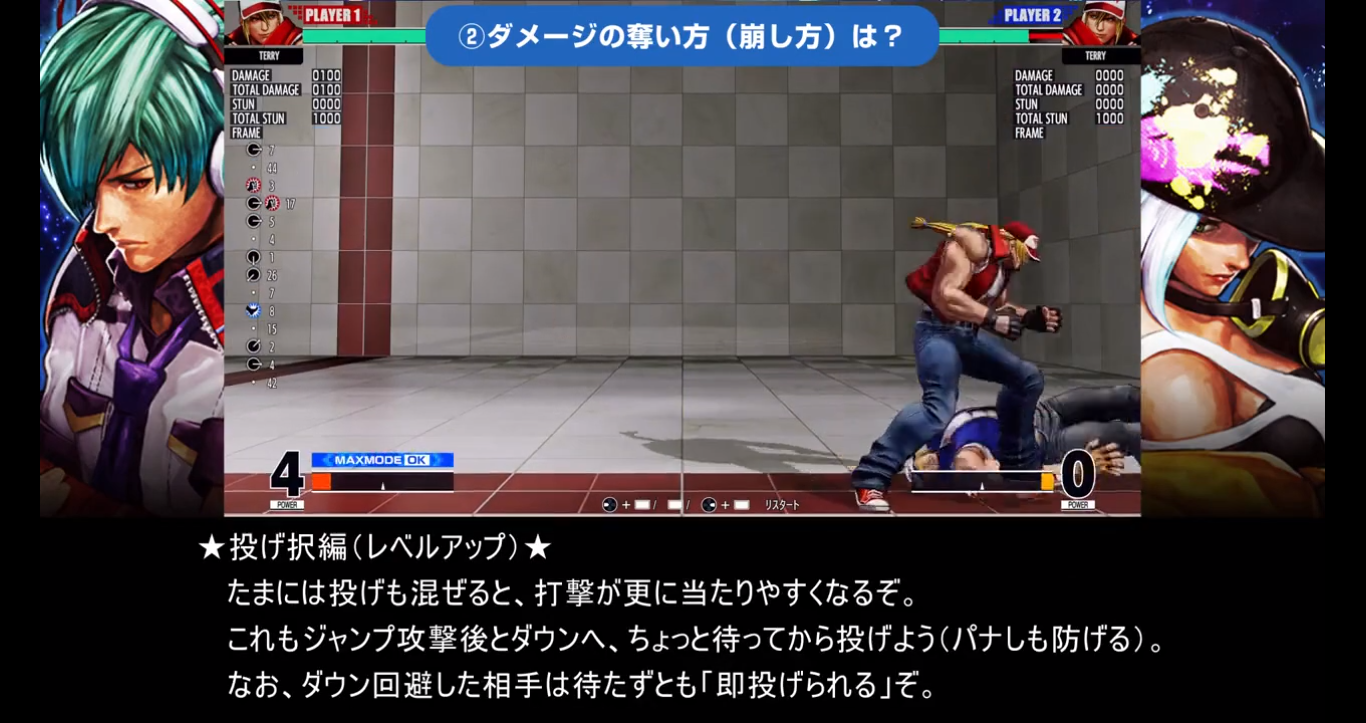 PLAYER 1
②ダメージの奪い方（崩し方）は？
PLAYER 2
TERRY
TERRY
DAMAGE 0100
TOTAL DAMAGE 0100
STUN 0000
TOTAL STUN 1000
FRAME
DAMAGE 0000
TOTAL DAMAGE 0000
STUN 0000
TOTAL STUN 1000
FRAME
7
44
3
17
5
4
1
26
7
8
15
2
4
42
4
POWER
MAXMODE OK
+ / / + リスタート
0
POWER
★投げ択編（レベルアップ）★
たまには投げも混ぜると、打撃が更に当たりやすくなるぞ。
これもジャンプ攻撃後とダウンへ、ちょっと待ってから投げよう（パナしも防げる）。
なお、ダウン回避した相手は待たずとも「即投げられる」ぞ。